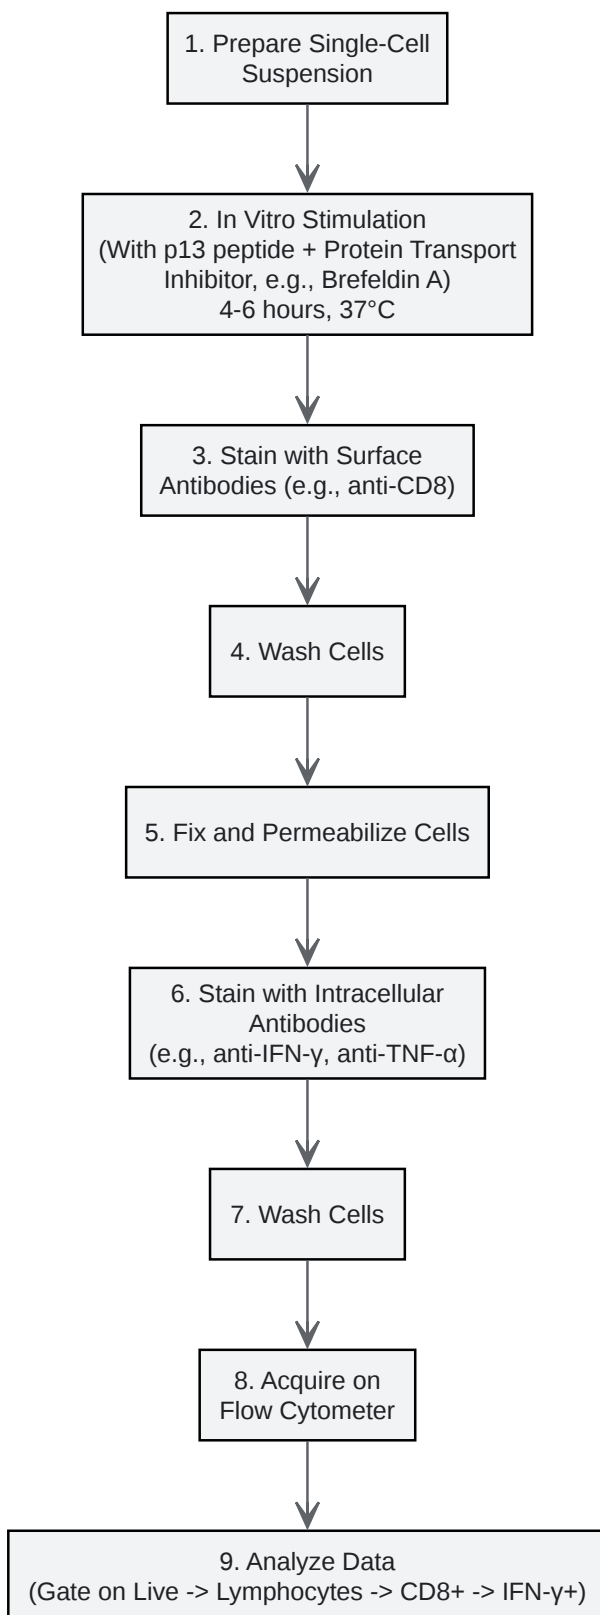 1. Prepare Single-Cell
Suspension
2. In Vitro Stimulation
(With p13 peptide + Protein Transport
Inhibitor, e.g., Brefeldin A)
4-6 hours, 37°C
3. Stain with Surface
Antibodies (e.g., anti-CD8)
4. Wash Cells
5. Fix and Permeabilize Cells
6. Stain with Intracellular
Antibodies
(e.g., anti-IFN-γ, anti-TNF-α)
7. Wash Cells
8. Acquire on
Flow Cytometer
9. Analyze Data
(Gate on Live -> Lymphocytes -> CD8+ -> IFN-γ+)